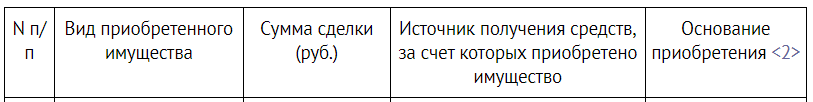 N п/
п
Вид приобретенного
имущества
Сумма сделки
(руб.)
Источник получения средств,
за счет которых приобретено
имущество
Основание
приобретения <2>